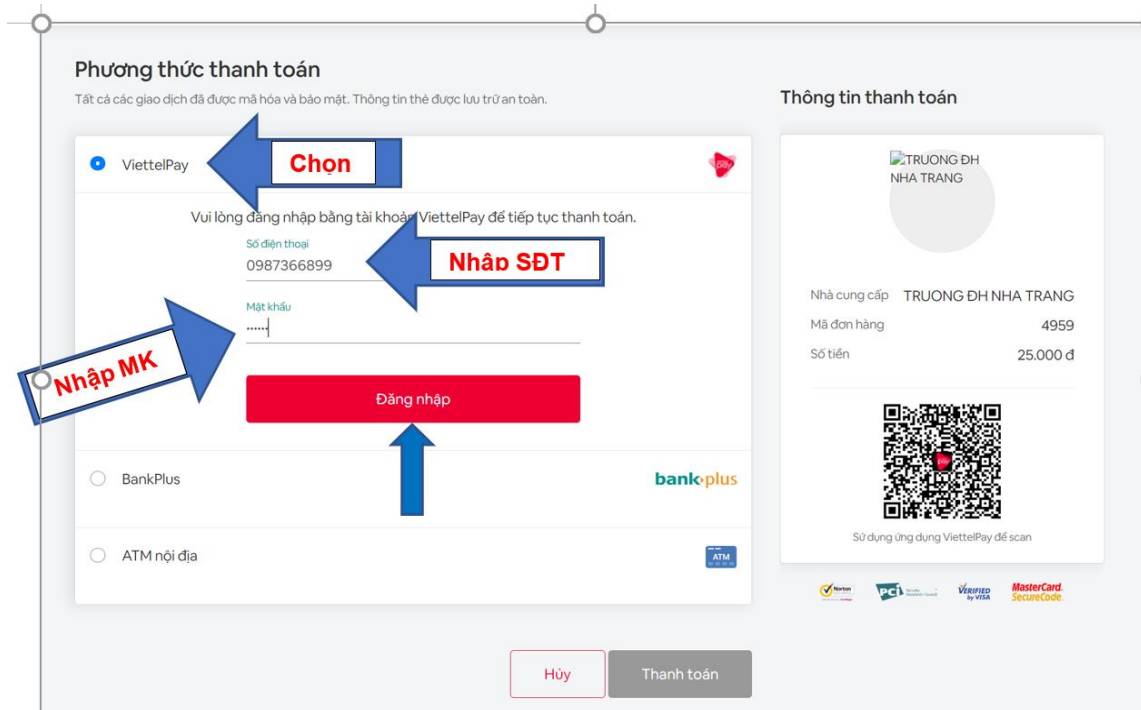 Phương thức thanh toán
Tất cả các giao dịch đã được mã hóa và bảo mật. Thông tin thẻ được lưu trữ an toàn.
ViettelPay
Chọn
pay
Vui lòng đăng nhập bằng tài khoản ViettelPay để tiếp tục thanh toán.
Số điện thoại
0987366899
Nhập SĐT
Mật khẩu
······
Nhập MK
Đăng nhập
BankPlus
bankplus
ATM nội địa
ATM
Thông tin thanh toán
TRUONG ĐH
NHA TRANG
Nhà cung cấp TRUONG ĐH NHA TRANG
Mã đơn hàng 4959
Số tiền 25.000 đ
Sử dụng ứng dụng ViettelPay để scan
Norton
PCI
VERIFIED
by VISA
MasterCard.
SecureCode.
Hủy
Thanh toán